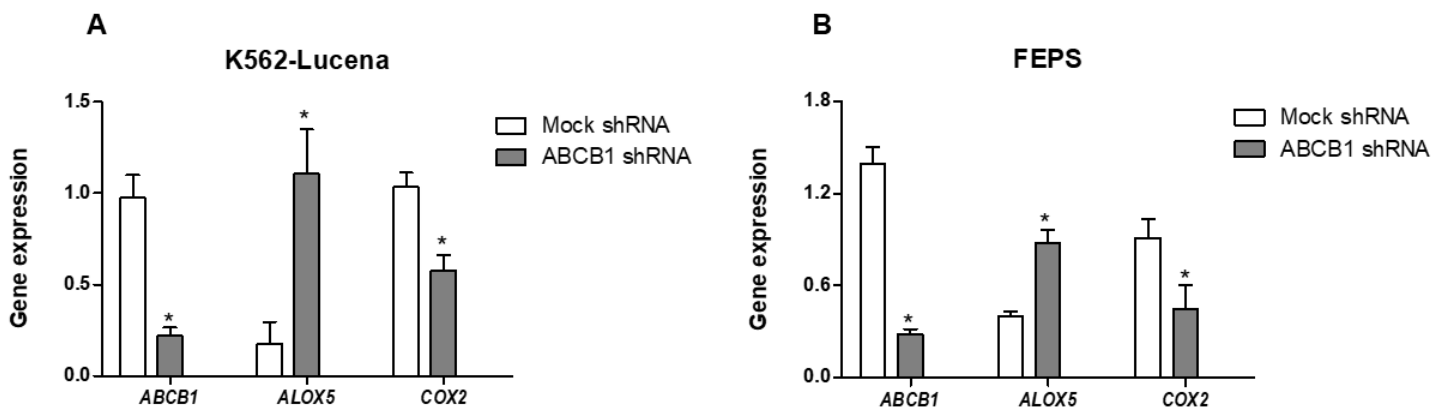 A
K562-Lucena
Gene expression
1.5
1.0
0.5
0.0
*
*
*
ABCB1
ALOX5
COX2
Mock shRNA
ABCB1 shRNA
B
FEPS
Gene expression
1.8
1.2
0.6
0.0
*
*
*
ABCB1
ALOX5
COX2
Mock shRNA
ABCB1 shRNA